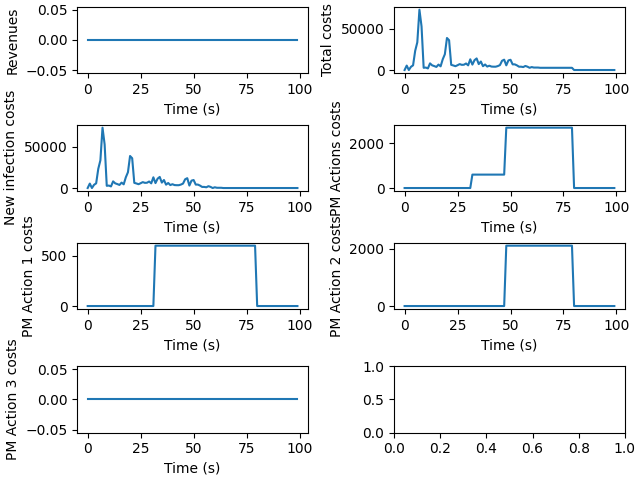 Revenues
0.05
0.00
−0.05
0 25 50 75 100
Time (s)
Total costs
50000
0
0 25 50 75 100
Time (s)
New infection costs
50000
0
0 25 50 75 100
Time (s)
PM Actions costs
2000
0
0 25 50 75 100
Time (s)
PM Action 1 costs
500
0
0 25 50 75 100
Time (s)
PM Action 2 costs
2000
0
0 25 50 75 100
Time (s)
PM Action 3 costs
0.05
0.00
−0.05
0 25 50 75 100
Time (s)
1.0
0.5
0.0
0.0 0.2 0.4 0.6 0.8 1.0